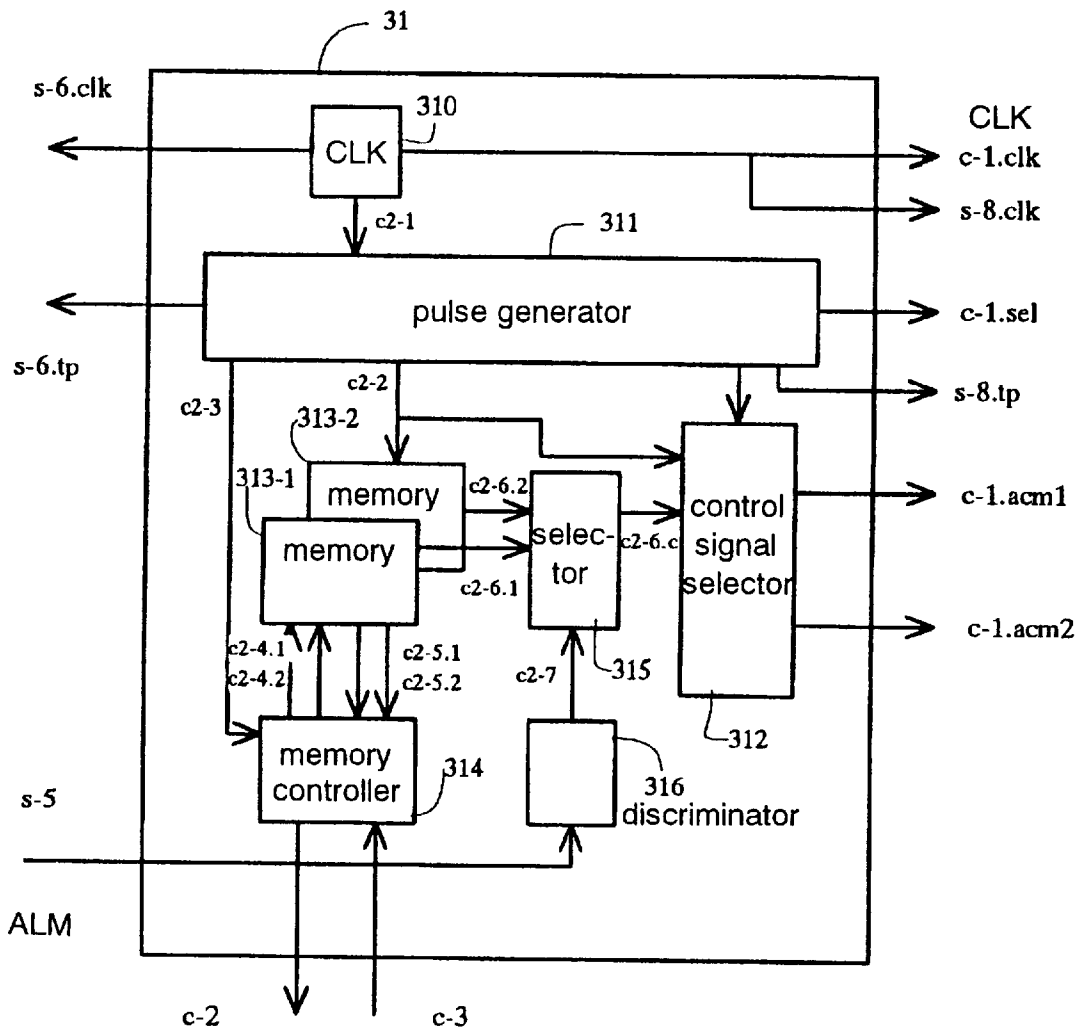 31
s-6.clk
310
CLK
CLK
c-1.clk
s-8.clk
c2-1
311
pulse generator
c-1.sel
s-6.tp
c2-2
s-8.tp
c2-3
313-2
313-1
memory
c2-6.2
memory
selec-
tor
c2-6.c
control
signal
selector
c-1.acm1
c2-6.1
c-1.acm2
c2-4.1
c2-4.2
c2-5.1
c2-5.2
c2-7
315
312
memory
controller
314
316
discriminator
s-5
ALM
c-2
c-3